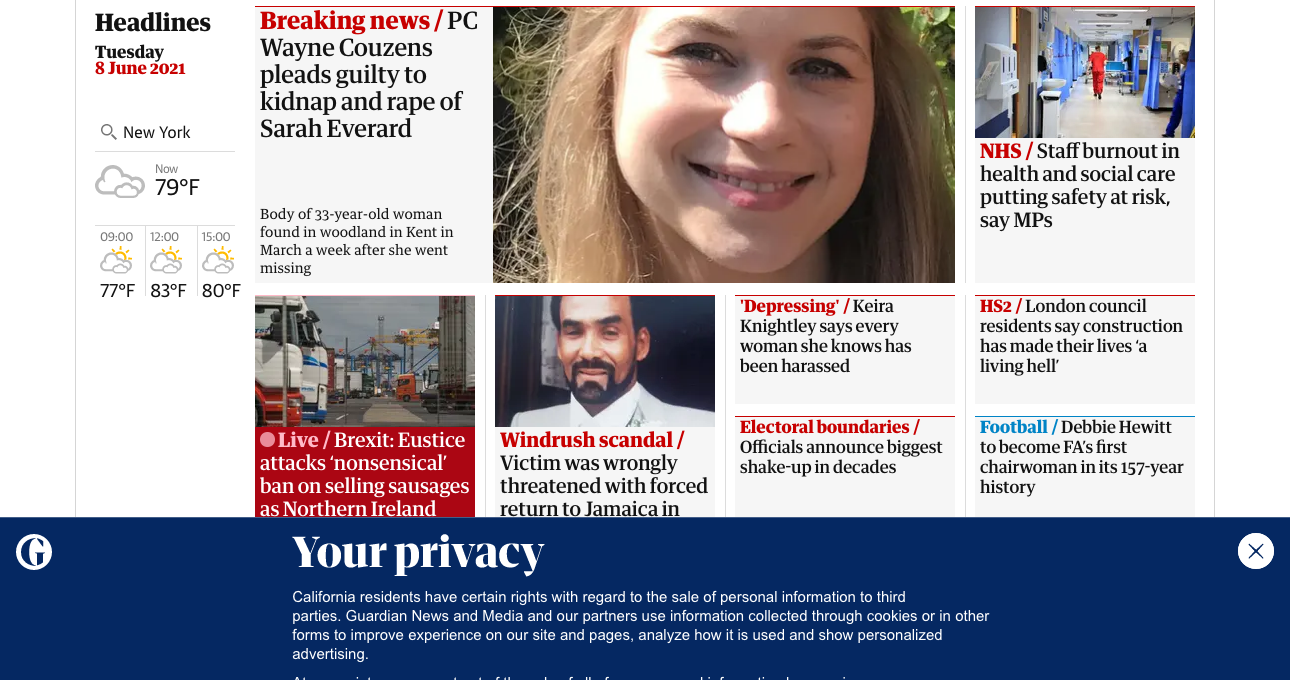 Headlines
Tuesday
8 June 2021
New York
Now
79°F
09:00
12:00
15:00
77°F
83°F
80°F
Breaking news / PC
Wayne Couzens
pleads guilty to
kidnap and rape of
Sarah Everard
Body of 33-year-old woman
found in woodland in Kent in
March a week after she went
missing
NHS / Staff burnout in
health and social care
putting safety at risk,
say MPs
Live / Brexit: Eustice
attacks ‘nonsensical’
ban on selling sausages
as Northern Ireland
Windrush scandal /
Victim was wrongly
threatened with forced
return to Jamaica in
'Depressing' / Keira
Knightley says every
woman she knows has
been harassed
Electoral boundaries /
Officials announce biggest
shake-up in decades
HS2 / London council
residents say construction
has made their lives ‘a
living hell’
Football / Debbie Hewitt
to become FA’s first
chairwoman in its 157-year
history
Your privacy
California residents have certain rights with regard to the sale of personal information to third
parties. Guardian News and Media and our partners use information collected through cookies or in other
forms to improve experience on our site and pages, analyze how it is used and show personalized
advertising.